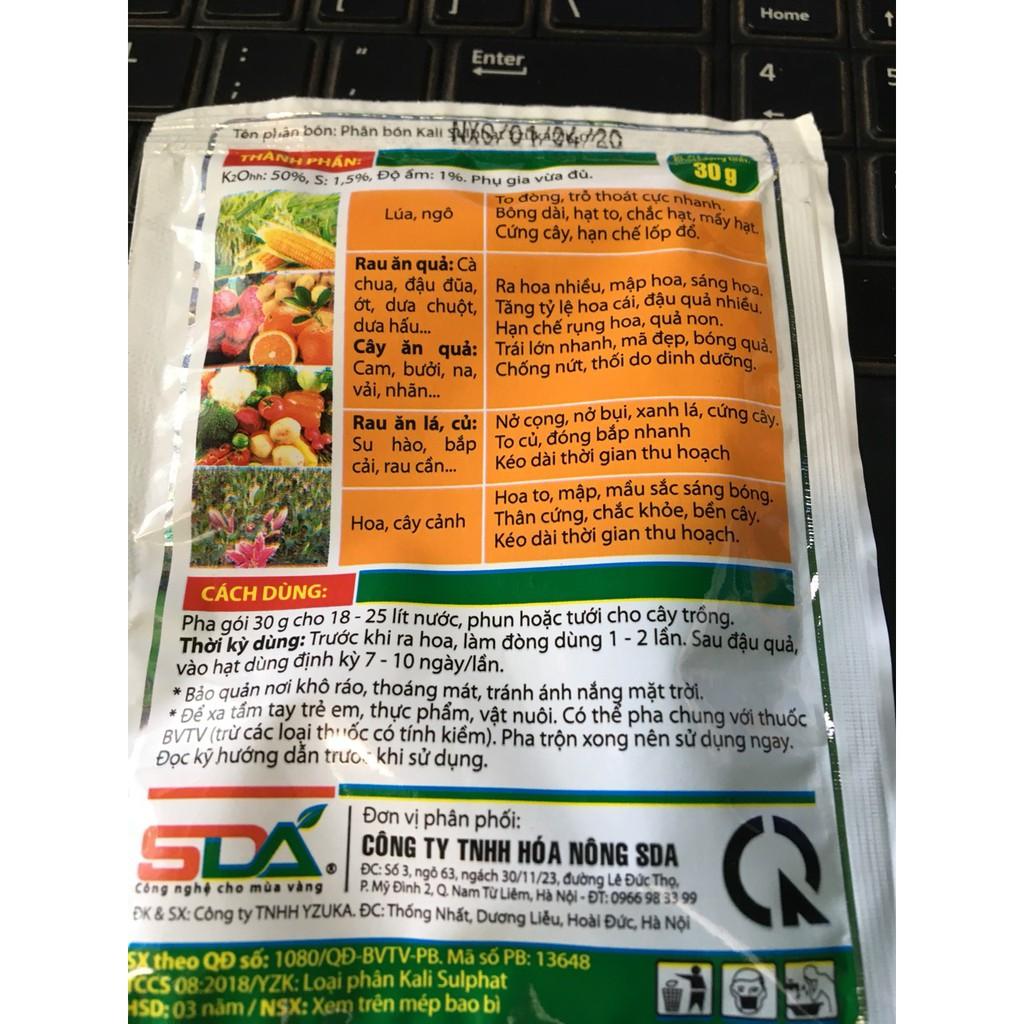 Home
Enter
4
Tên phân bón: Phân bón Kali
NXS/01/04/20
THÀNH PHẦN:
K₂Ohh: 50%, S: 1,5%, Độ ẩm: 1%. Phụ gia vừa đủ.
30 g
Lúa, ngô
To đòng, trỗ thoát cực nhanh.
Bông dài, hạt to, chắc hạt, mẩy hạt.
Cứng cây, hạn chế lốp đổ.
Rau ăn quả: Cà
chua, đậu đũa,
ớt, dưa chuột,
dưa hấu...
Cây ăn quả:
Cam, bưởi, na,
vải, nhãn...
Ra hoa nhiều, mập hoa, sáng hoa.
Tăng tỷ lệ hoa cái, đậu quả nhiều.
Hạn chế rụng hoa, quả non.
Trái lớn nhanh, mã đẹp, bóng quả.
Chống nứt, thối do dinh dưỡng.
Rau ăn lá, củ:
Su hào, bắp
cải, rau cần...
Nở cọng, nở bụi, xanh lá, cứng cây.
To củ, đóng bắp nhanh
Kéo dài thời gian thu hoạch
Hoa, cây cảnh
Hoa to, mập, mầu sắc sáng bóng.
Thân cứng, chắc khỏe, bền cây.
Kéo dài thời gian thu hoạch.
CÁCH DÙNG:
Pha gói 30 g cho 18 - 25 lít nước, phun hoặc tưới cho cây trồng.
Thời kỳ dùng: Trước khi ra hoa, làm đòng dùng 1 - 2 lần. Sau đậu quả,
vào hạt dùng định kỳ 7 - 10 ngày/lần.
* Bảo quản nơi khô ráo, thoáng mát, tránh ánh nắng mặt trời.
* Để xa tầm tay trẻ em, thực phẩm, vật nuôi. Có thể pha chung với thuốc
BVTV (trừ các loại thuốc có tính kiềm). Pha trộn xong nên sử dụng ngay.
Đọc kỹ hướng dẫn trước khi sử dụng.
SDA®
Công nghệ cho mùa vàng
Đơn vị phân phối:
CÔNG TY TNHH HÓA NÔNG SDA
ĐC: Số 3, ngõ 63, ngách 30/11/23, đường Lê Đức Thọ,
P. Mỹ Đình 2, Q. Nam Từ Liêm, Hà Nội - ĐT: 0966 98 33 99
ĐK & SX: Công ty TNHH YZUKA. ĐC: Thống Nhất, Dương Liễu, Hoài Đức, Hà Nội
SX theo QĐ số: 1080/QĐ-BVTV-PB. Mã số PB: 13648
TCCS 08:2018/YZK: Loại phân Kali Sulphat
HSD: 03 năm / NSX: Xem trên mép bao bì